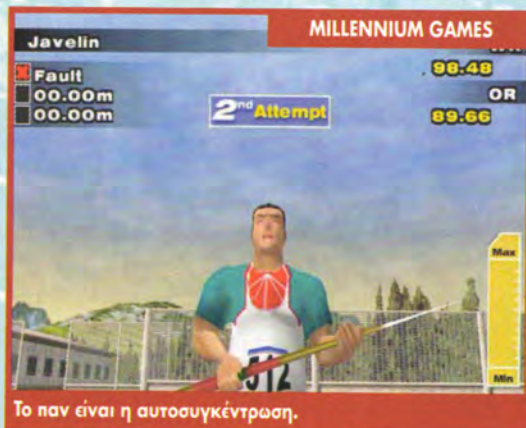 MILLENNIUM GAMES
Javelin
98.48
Fault
00.00m
OR
00.00m
2nd Attempt
89.66
Max
512
Min
Το παν είναι η αυτοσυγκέντρωση.